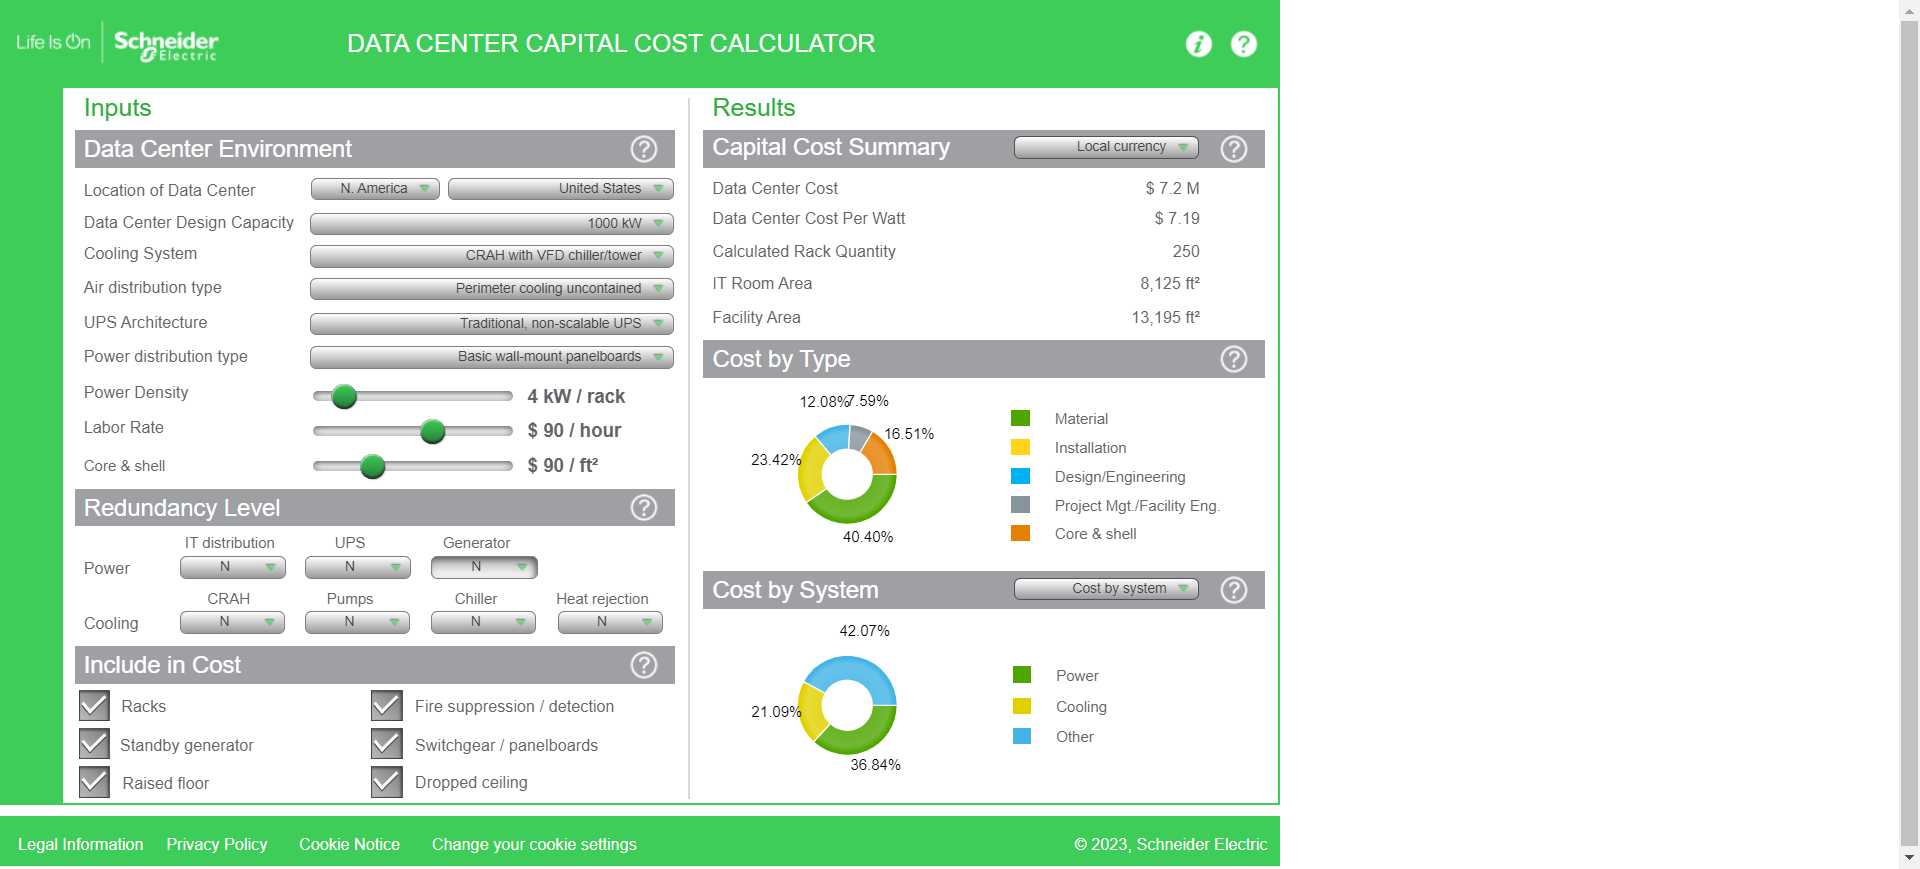 Life Is On
Schneider
Electric
DATA CENTER CAPITAL COST CALCULATOR
i
?
Inputs
Data Center Environment ?
Location of Data Center N. America United States
Data Center Design Capacity 1000 kW
Cooling System CRAH with VFD chiller/tower
Air distribution type Perimeter cooling uncontained
UPS Architecture Traditional, non-scalable UPS
Power distribution type Basic wall-mount panelboards
Power Density 4 kW / rack
Labor Rate $ 90 / hour
Core & shell $ 90 / ft²
Redundancy Level ?
IT distribution UPS Generator
Power N N N
CRAH Pumps Chiller Heat rejection
Cooling N N N N
Include in Cost ?
Racks Fire suppression / detection
Standby generator Switchgear / panelboards
Raised floor Dropped ceiling
Results
Capital Cost Summary Local currency ?
Data Center Cost $ 7.2 M
Data Center Cost Per Watt $ 7.19
Calculated Rack Quantity 250
IT Room Area 8,125 ft²
Facility Area 13,195 ft²
Cost by Type ?
12.08% 7.59%
16.51%
23.42%
40.40%
Material
Installation
Design/Engineering
Project Mgt./Facility Eng.
Core & shell
Cost by System Cost by system ?
42.07%
21.09%
36.84%
Power
Cooling
Other
Legal Information Privacy Policy Cookie Notice Change your cookie settings © 2023, Schneider Electric